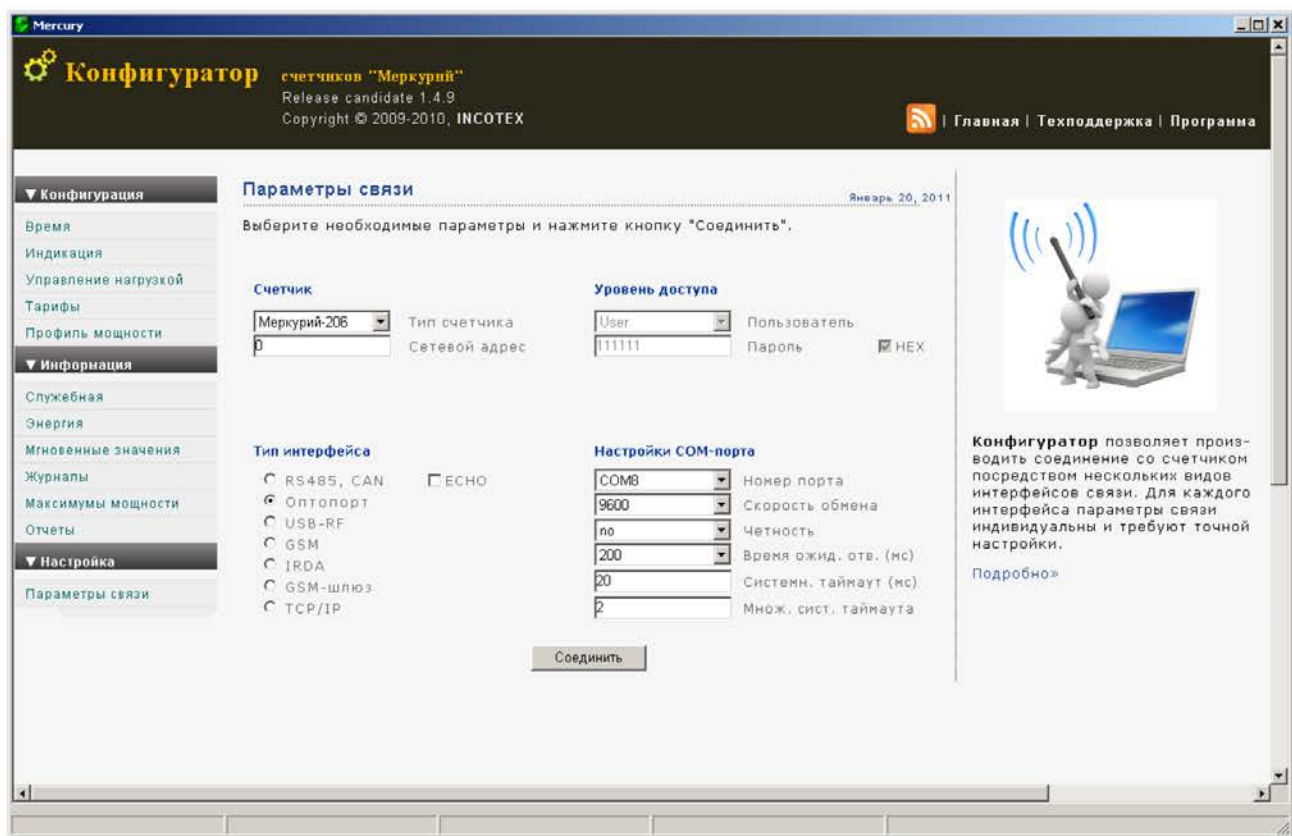 Mercury
Конфигуратор счетчиков "Меркурий"
Release candidate 1.4.9
Copyright © 2009-2010, INCOTEX
| Главная | Техподдержка | Программа
▼ Конфигурация
Время
Индикация
Управление нагрузкой
Тарифы
Профиль мощности
▼ Информация
Служебная
Энергия
Мгновенные значения
Журналы
Максимумы мощности
Отчеты
▼ Настройка
Параметры связи
Параметры связи
Январь 20, 2011
Выберите необходимые параметры и нажмите кнопку "Соединить".
Счетчик
Меркурий-206 Тип счетчика
0 Сетевой адрес
Уровень доступа
User Пользователь
111111 Пароль HEX
Тип интерфейса
RS485, CAN ECHO
Оптопорт
USB-RF
GSM
IRDA
GSM-шлюз
TCP/IP
Настройки COM-порта
COM8 Номер порта
9600 Скорость обмена
no Четность
200 Время ожид. отв. (мс)
20 Системн. таймаут (мс)
2 Множ. сист. таймаута
Соединить
Конфигуратор позволяет произ-
водить соединение со счетчиком
посредством нескольких видов
интерфейсов связи. Для каждого
интерфейса параметры связи
индивидуальны и требуют точной
настройки.
Подробно»